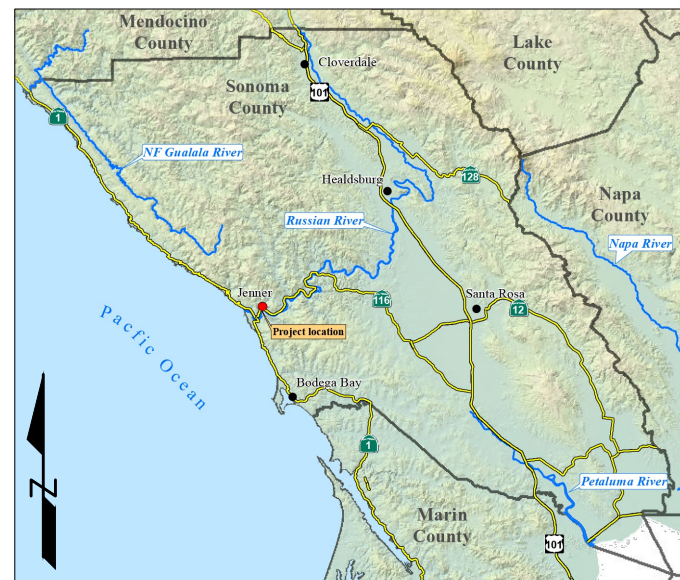 Mendocino
County
Lake
County
Cloverdale
Sonoma
County
101
1
NF Gualala River
128
Healdsburg
Napa
County
Russian River
Napa River
Jenner
116
Santa Rosa
12
Project location
Pacfic Ocean
Bodega Bay
1
Petaluma River
Marin
County
101
N